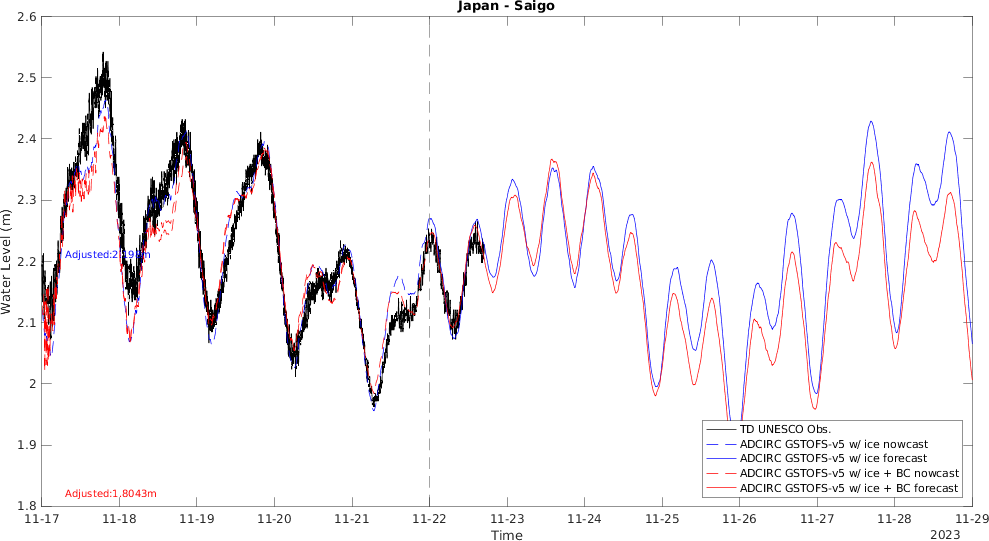 Japan - Saigo
2.6
2.5
2.4
2.3
2.2
2.1
2
1.9
1.8
Water Level (m)
Adjusted:1.8043m
TD UNESCO Obs.
ADCIRC GSTOFS-v5 w/ ice nowcast
ADCIRC GSTOFS-v5 w/ ice forecast
ADCIRC GSTOFS-v5 w/ ice + BC nowcast
ADCIRC GSTOFS-v5 w/ ice + BC forecast
11-17 11-18 11-19 11-20 11-21 11-22 11-23 11-24 11-25 11-26 11-27 11-28 11-29
Time
2023